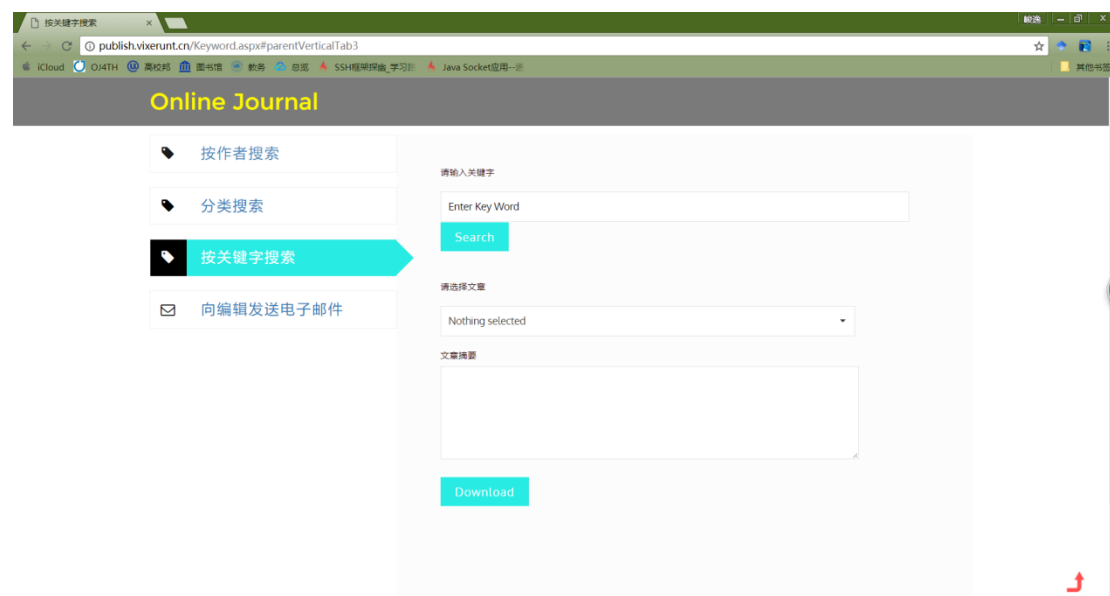 按关键字搜索
publish.vixerunt.cn/Keyword.aspx#parentVerticalTab3
iCloud OJ4TH 高校邦 图书馆 教务 总览 SSH框架探幽_学习 Java Socket应用-- 其他书签
Online Journal
按作者搜索
分类搜索
按关键字搜索
向编辑发送电子邮件
请输入关键字
Enter Key Word
Search
请选择文章
Nothing selected
文章摘要
Download